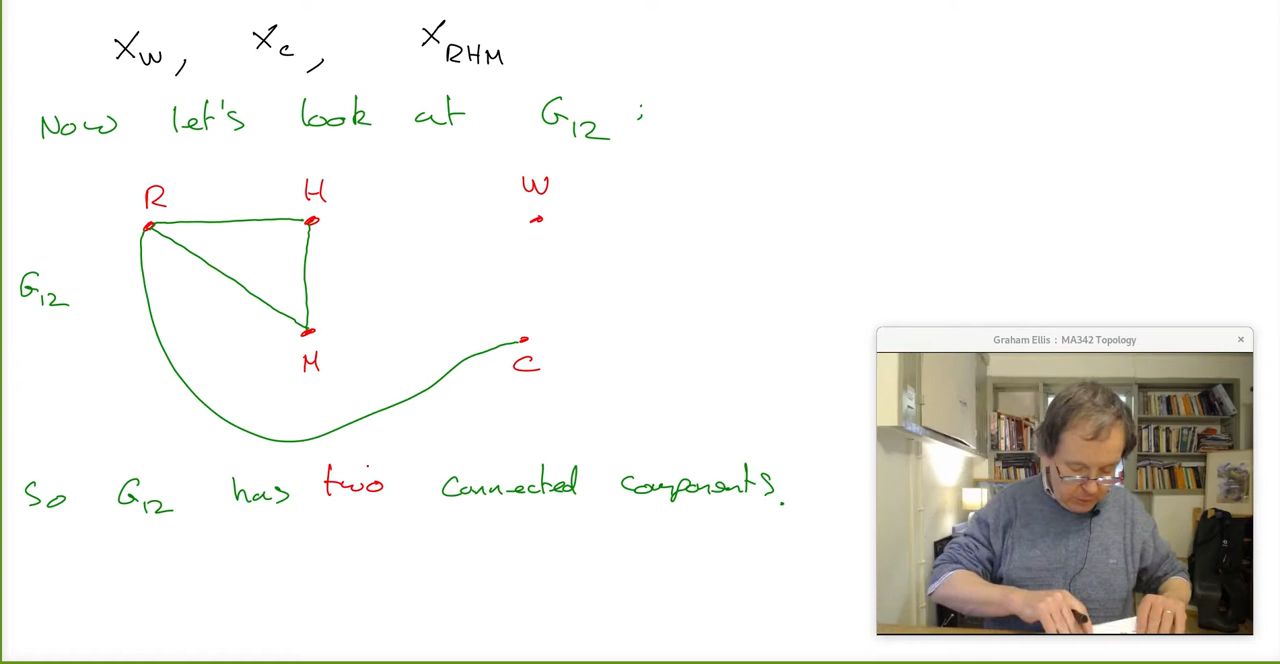 X_W, X_C, X_RHM
Now let's look at G_12 :
R H W
G_12
M C
So G_12 has two connected components.
Graham Ellis : MA342 Topology ×